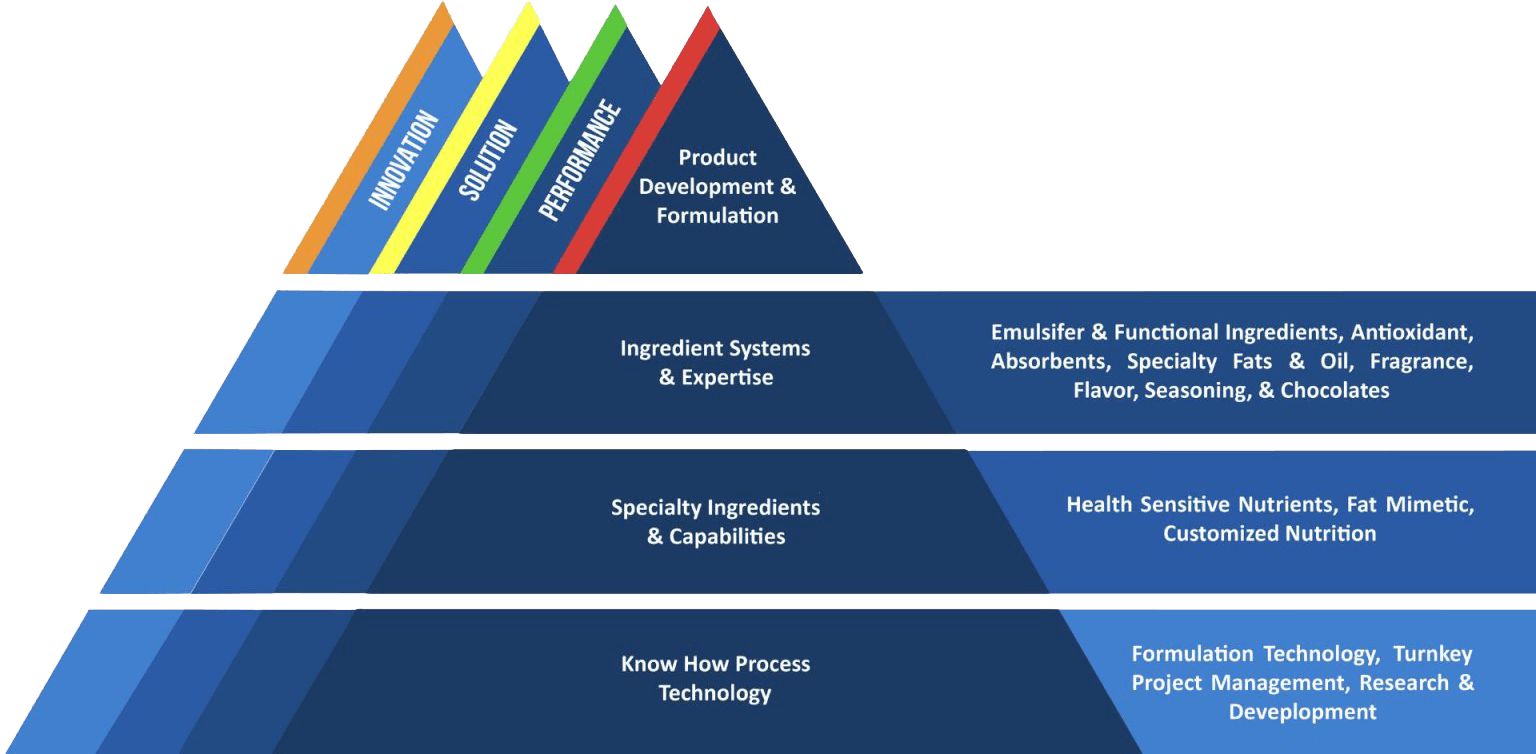 INNOVATION
SOLUTION
PERFORMANCE
Product
Development &
Formulation
Ingredient Systems
& Expertise
Emulsifer & Functional Ingredients, Antioxidant,
Absorbents, Specialty Fats & Oil, Fragrance,
Flavor, Seasoning, & Chocolates
Specialty Ingredients
& Capabilities
Health Sensitive Nutrients, Fat Mimetic,
Customized Nutrition
Know How Process
Technology
Formulation Technology, Turnkey
Project Management, Research &
Deveplopment